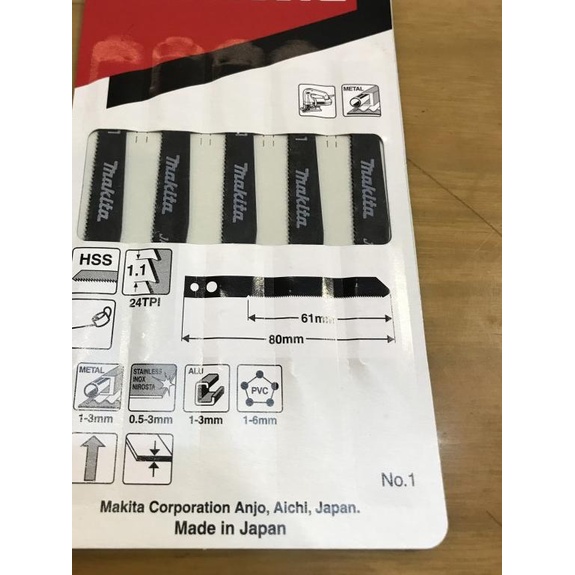 METAL
Makita
Makita
Makita
Makita
Makita
HSS
1.1
24TPI
61mm
80mm
METAL
STAINLESS
INOX
NIROSTA
ALU
PVC
1-3mm
0.5-3mm
1-3mm
1-6mm
No.1
Makita Corporation Anjo, Aichi, Japan.
Made in Japan